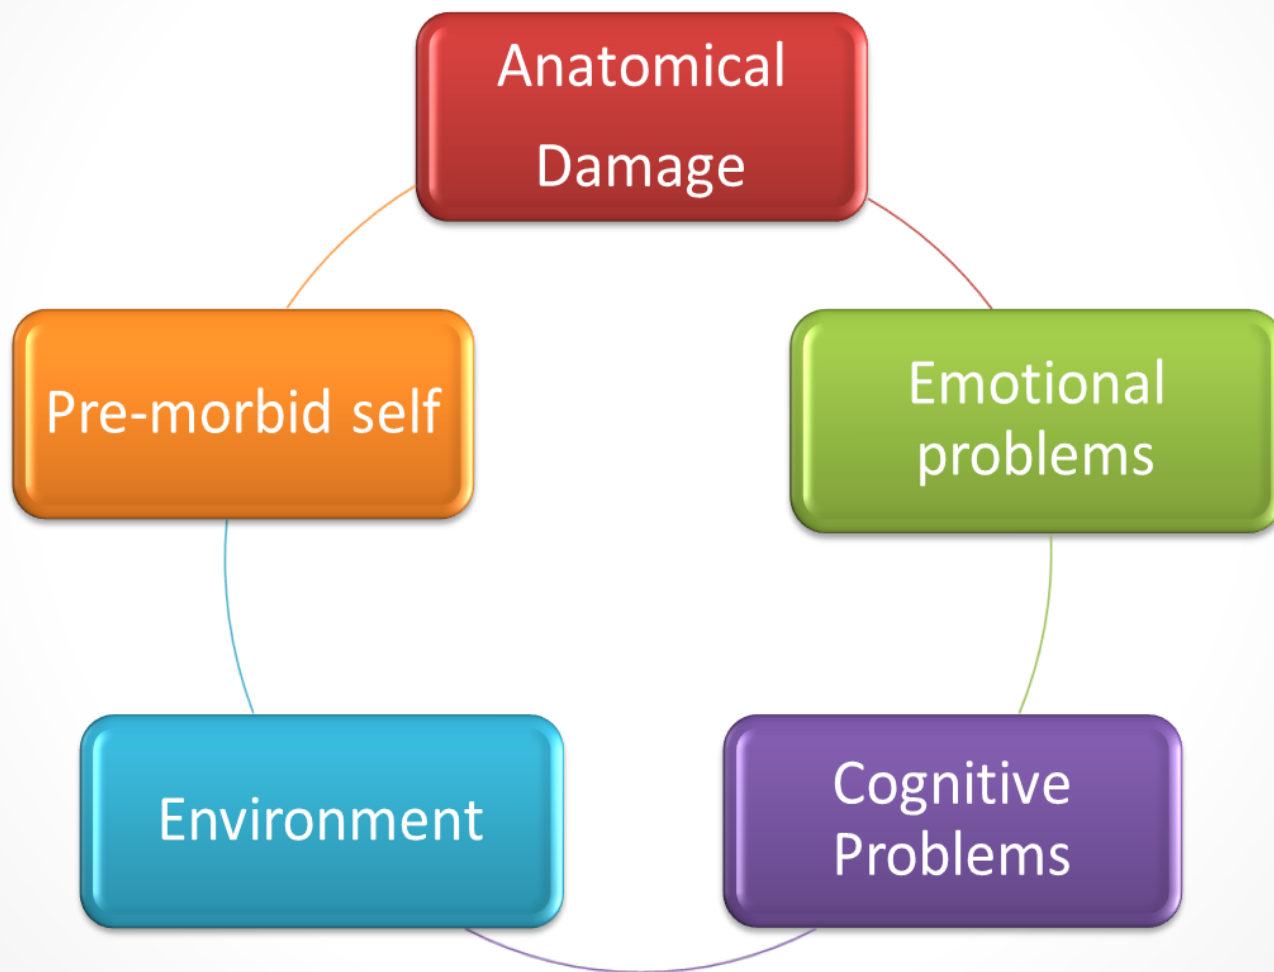 Anatomical
Damage
Pre-morbid self
Emotional
problems
Environment
Cognitive
Problems